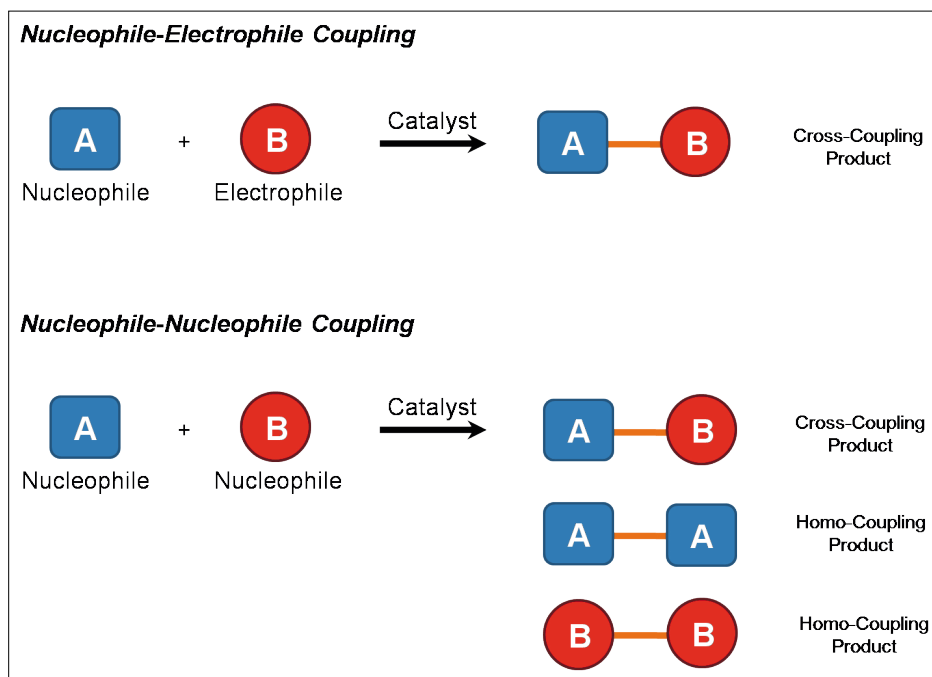 Nucleophile-Electrophile Coupling
A + B Catalyst A B Cross-Coupling
Product
Nucleophile Electrophile
Nucleophile-Nucleophile Coupling
A + B Catalyst A B Cross-Coupling
Product
Nucleophile Nucleophile
A A Homo-Coupling
Product
B B Homo-Coupling
Product